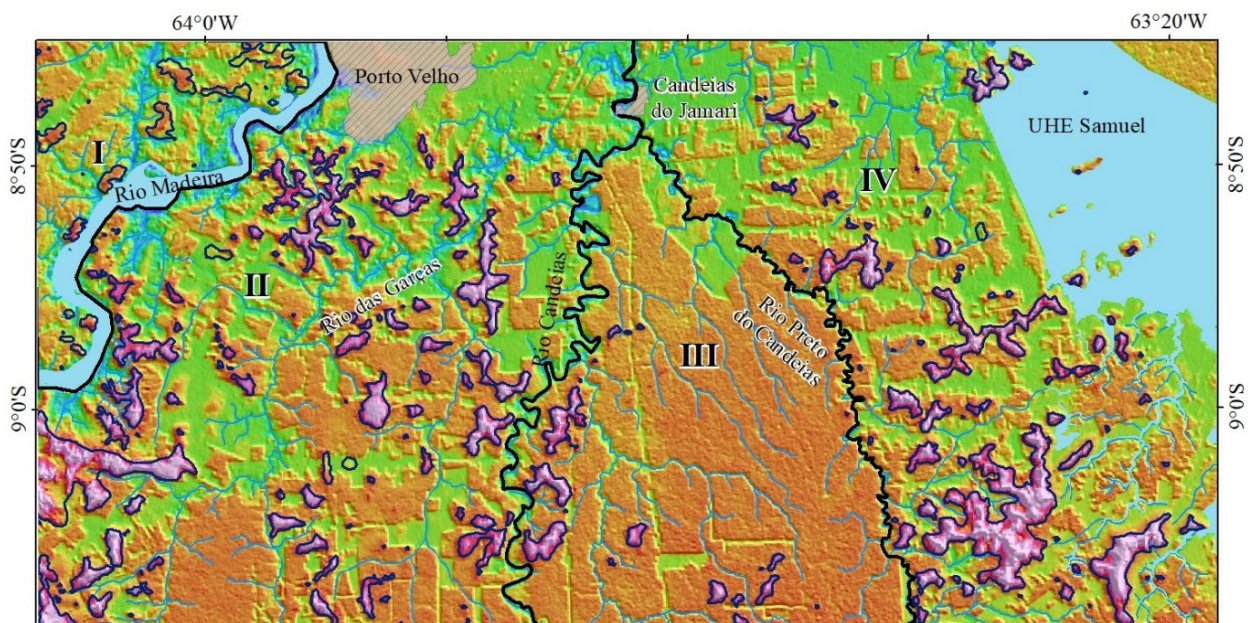 64°0'W
63°20'W
Porto Velho
Candeias
do Jamari
UHE Samuel
I
8°50'S
8°50'S
Rio Madeira
IV
II
Rio das Garças
Rio Candeias
Rio Preto
do Candeias
III
9°0'S
9°0'S